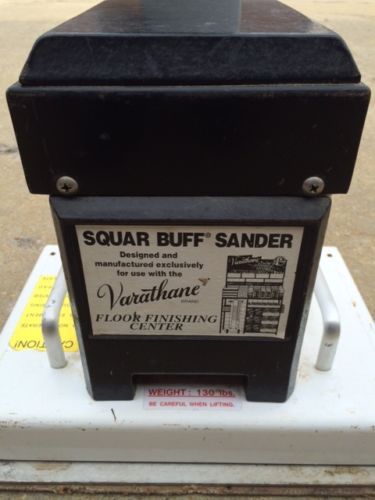 SQUAR BUFF® SANDER
Designed and
manufactured exclusively
for use with the
Varathane
BRAND
FLOOR FINISHING
CENTER
Varathane
CAUTION!
WEIGHT: 130 lbs.
BE CAREFUL WHEN LIFTING.